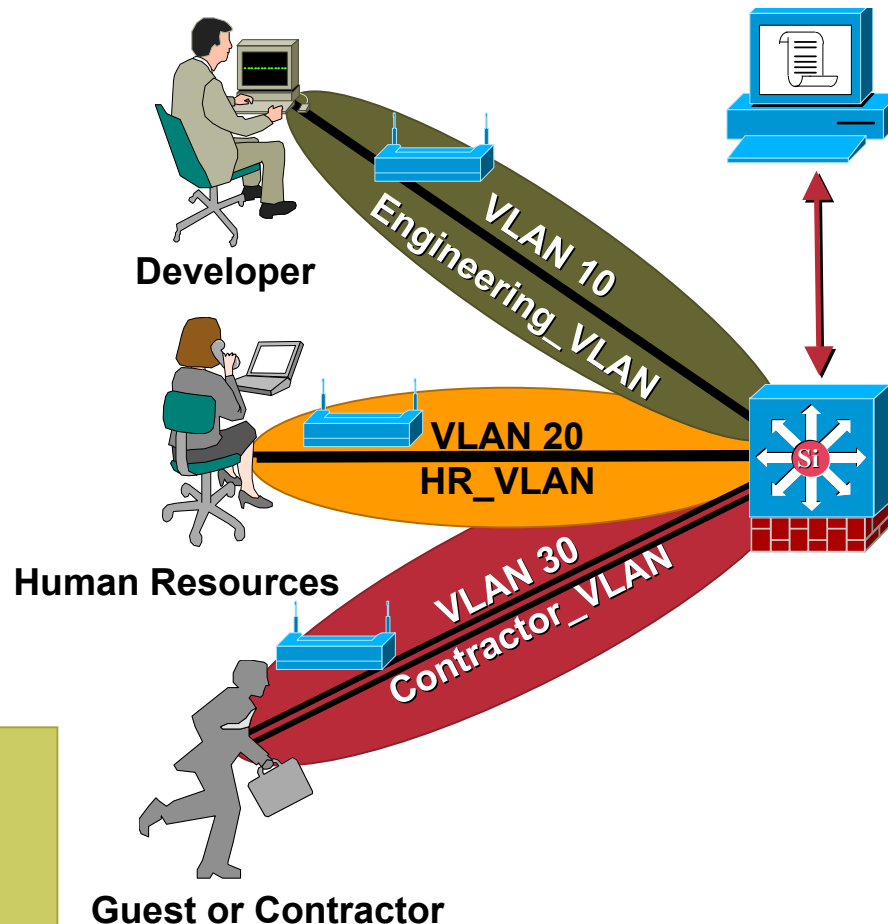 Developer
VLAN 10
Engineering_VLAN
Human Resources
VLAN 20
HR_VLAN
Si
VLAN 30
Contractor_VLAN
Guest or Contractor